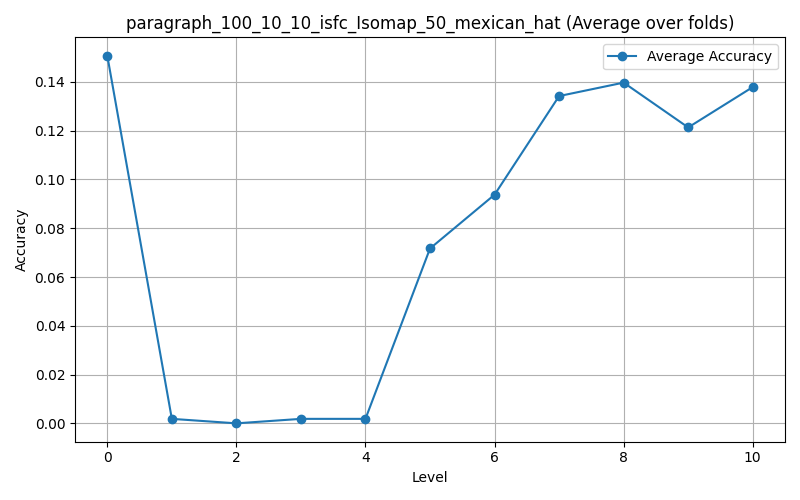 paragraph_100_10_10_isfc_Isomap_50_mexican_hat (Average over folds)
Average Accuracy
0.14
0.12
0.10
0.08
0.06
0.04
0.02
0.00
Accuracy
0 2 4 6 8 10
Level